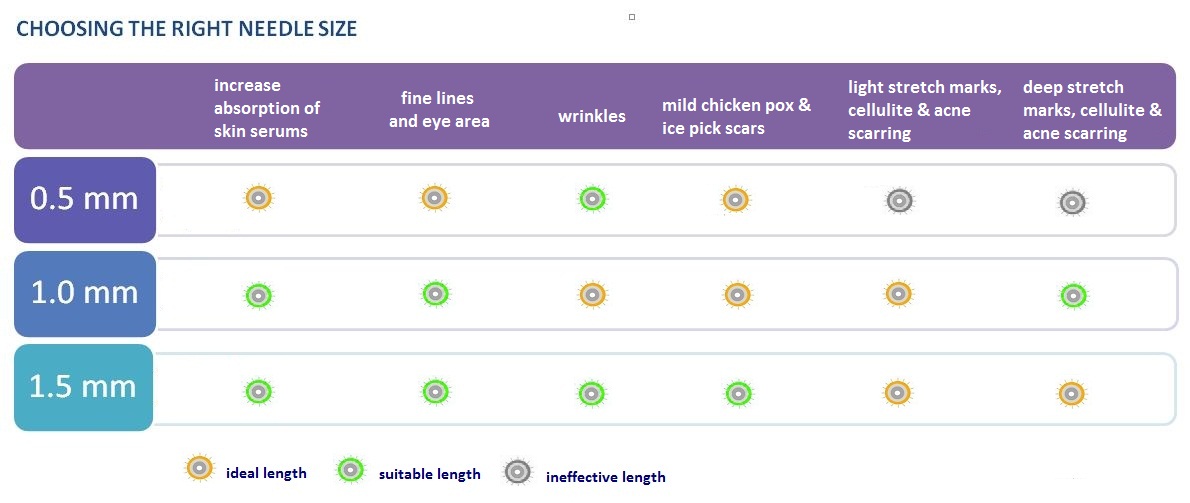 CHOOSING THE RIGHT NEEDLE SIZE
increase
absorption of
skin serums
fine lines
and eye area
wrinkles
mild chicken pox &
ice pick scars
light stretch marks,
cellulite & acne
scarring
deep stretch
marks, cellulite &
acne scarring
0.5 mm
1.0 mm
1.5 mm
ideal length
suitable length
ineffective length